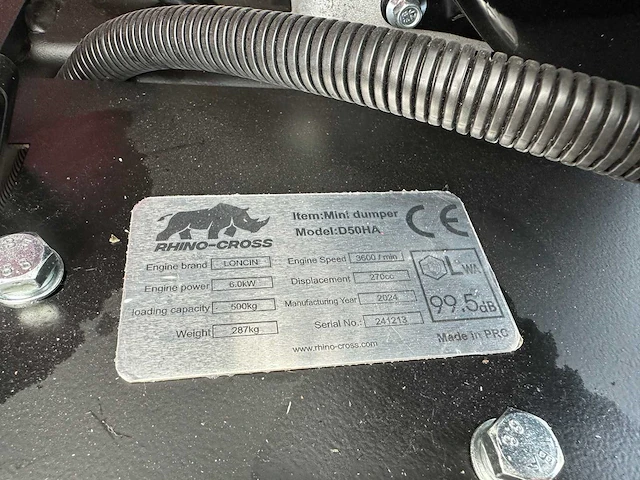 RHINO-CROSS
Item:Mini dumper
Model:D50HA
CE
Engine brand LONCIN
Engine power 6.0kW
loading capacity 500kg
Weight 287kg
Engine Speed 3600 / min
Displacement 270cc
Manufacturing Year 2024
Serial No.: 241213
LWA
99.5dB
www.rhino-cross.com
Made in PRC
8.8